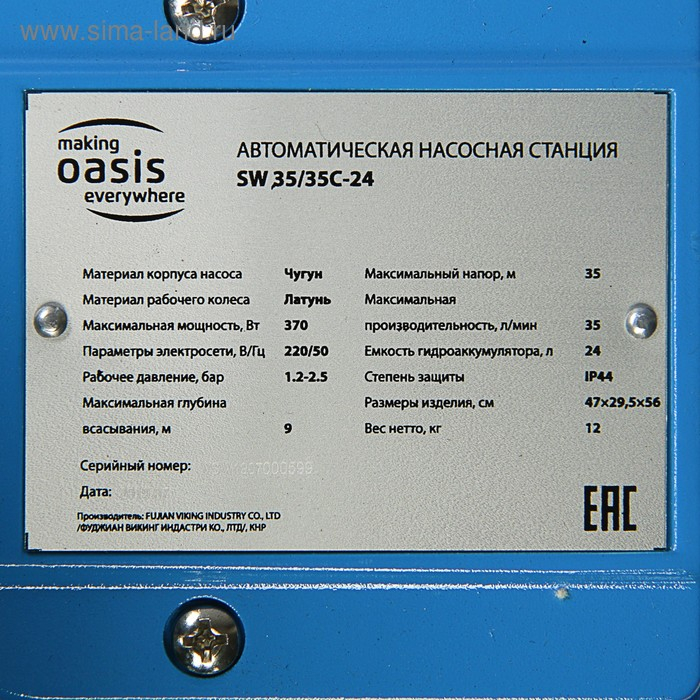 www.sima-land.ru
making
oasis
everywhere
АВТОМАТИЧЕСКАЯ НАСОСНАЯ СТАНЦИЯ
SW 35/35C-24
Материал корпуса насоса Чугун
Материал рабочего колеса Латунь
Максимальная мощность, Вт 370
Параметры электросети, В/Гц 220/50
Рабочее давление, бар 1.2-2.5
Максимальная глубина
всасывания, м 9
Максимальный напор, м 35
Максимальная
производительность, л/мин 35
Емкость гидроаккумулятора, л 24
Степень защиты IP44
Размеры изделия, см 47×29,5×56
Вес нетто, кг 12
Серийный номер:
Дата:
Производитель: FUJIAN VIKING INDUSTRY CO., LTD
/ФУДЖИАН ВИКИНГ ИНДАСТРИ КО., ЛТД/, КНР
EAC